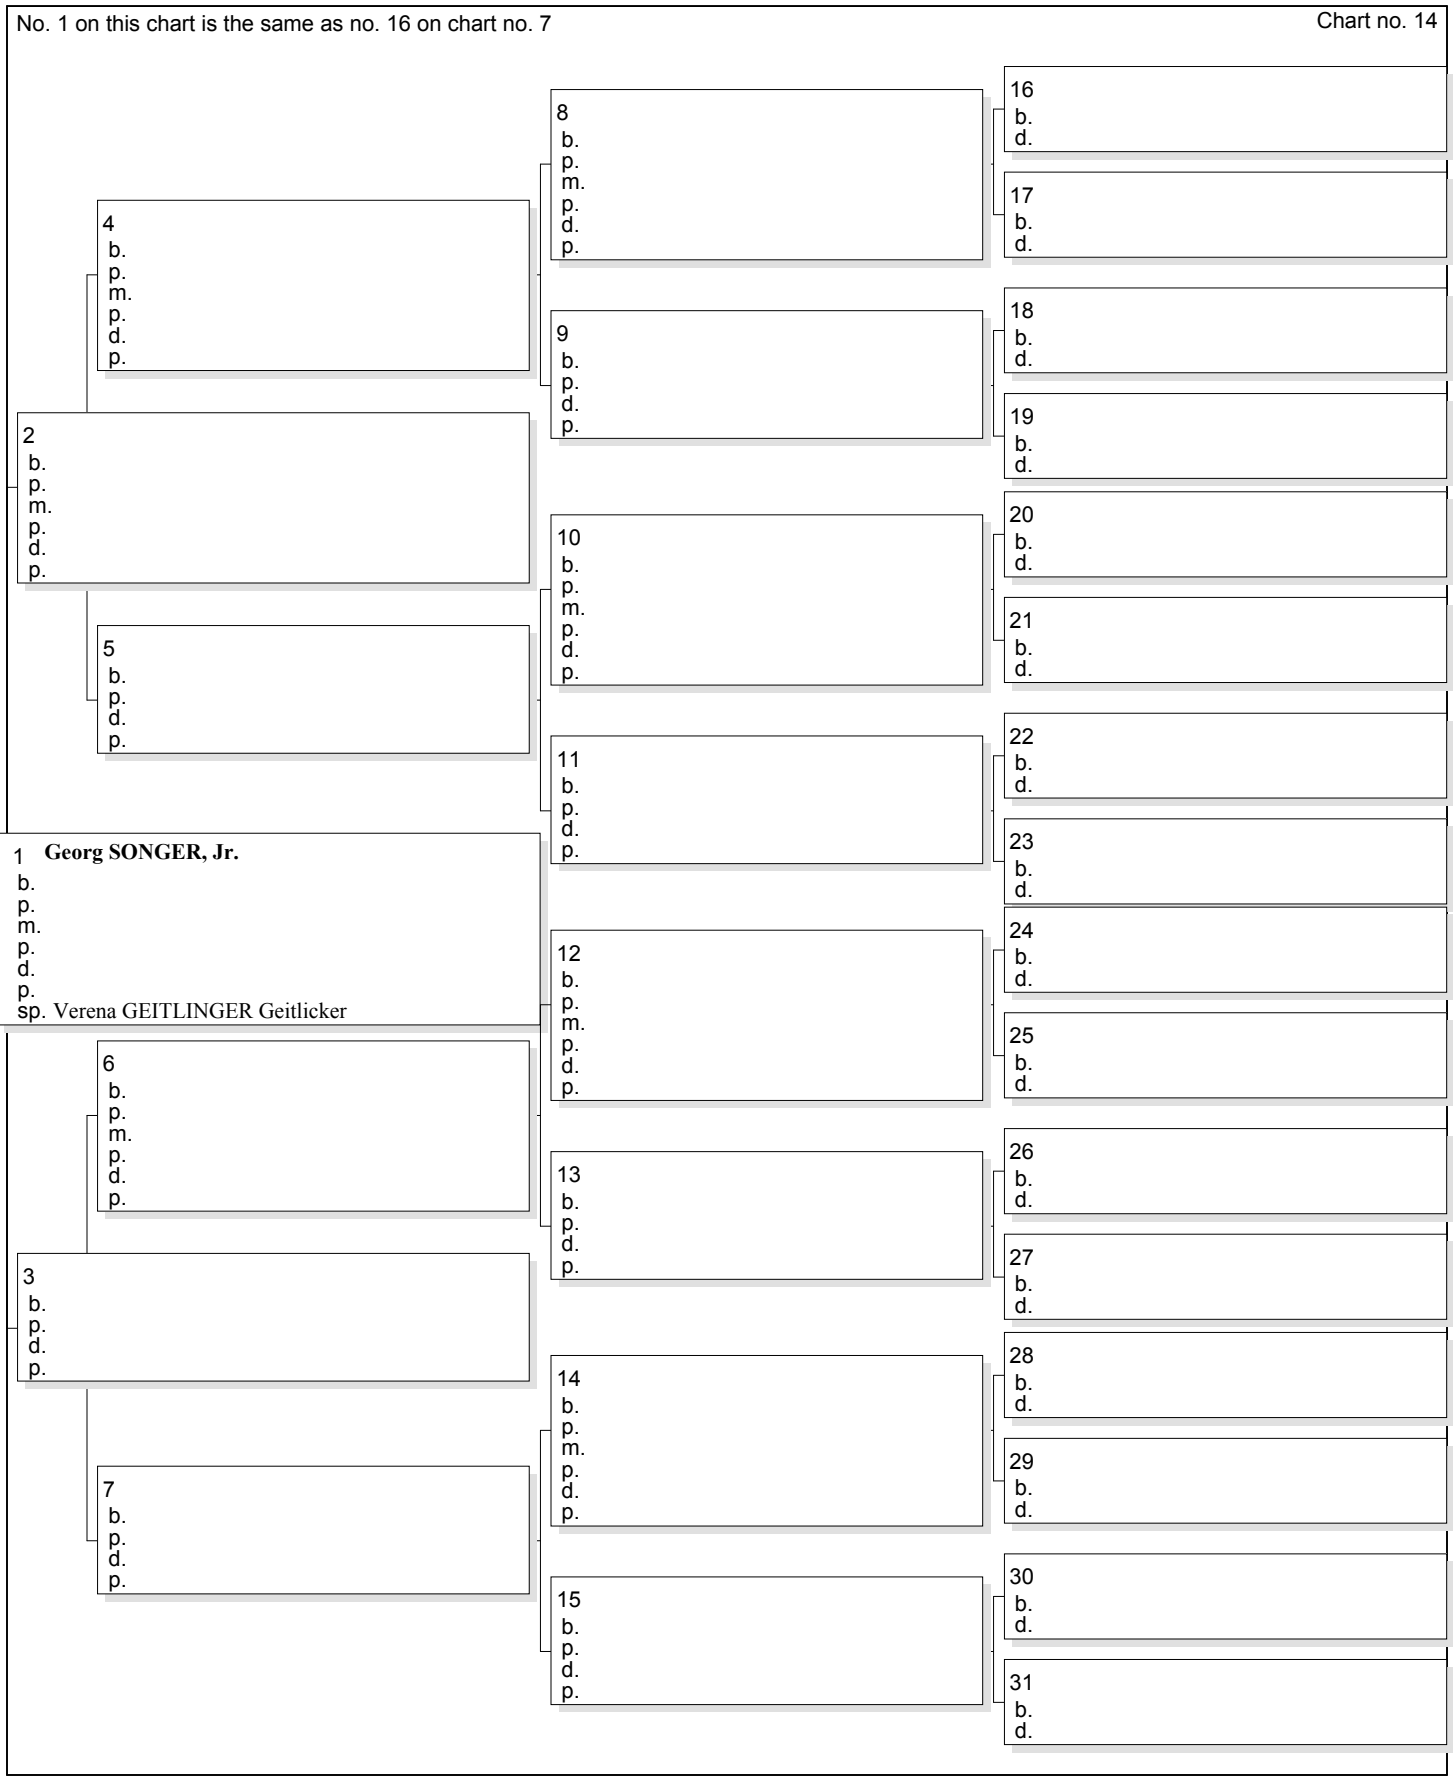 No. 1 on this chart is the same as no. 16 on chart no. 7
Chart no. 14
16
b.
d.
8
b.
p.
m.
p.
d.
p.
17
b.
d.
4
b.
p.
m.
p.
d.
p.
18
b.
d.
9
b.
p.
d.
p.
19
b.
d.
2
b.
p.
m.
p.
d.
p.
20
b.
d.
10
b.
p.
m.
p.
d.
p.
21
b.
d.
5
b.
p.
d.
p.
22
b.
d.
11
b.
p.
d.
p.
23
b.
d.
1 Georg SONGER, Jr.
b.
p.
m.
p.
d.
p.
sp. Verena GEITLINGER Geitlicker
24
b.
d.
12
b.
p.
m.
p.
d.
p.
25
b.
d.
6
b.
p.
m.
p.
d.
p.
26
b.
d.
13
b.
p.
d.
p.
27
b.
d.
3
b.
p.
d.
p.
28
b.
d.
14
b.
p.
m.
p.
d.
p.
29
b.
d.
7
b.
p.
d.
p.
30
b.
d.
15
b.
p.
d.
p.
31
b.
d.